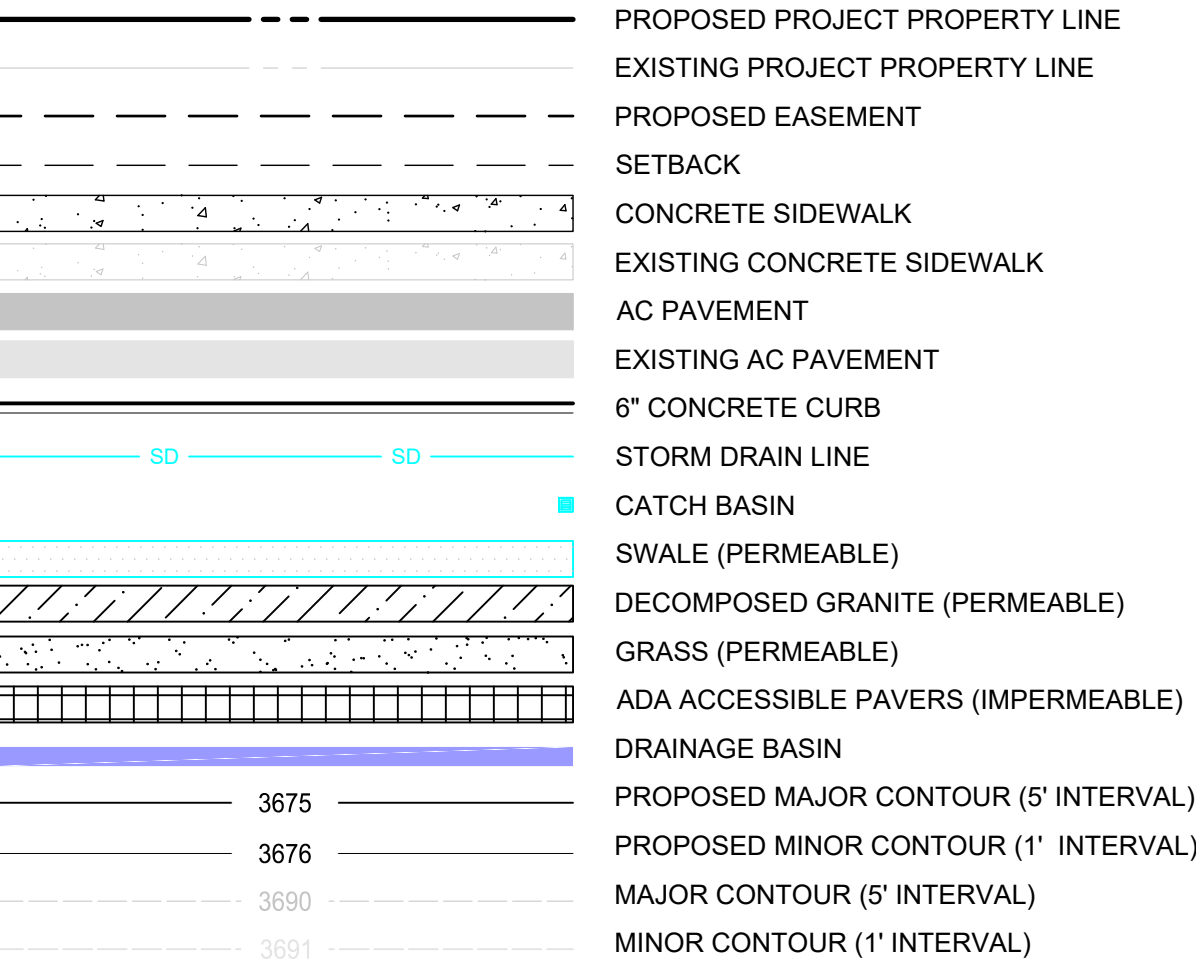 PROPOSED PROJECT PROPERTY LINE
EXISTING PROJECT PROPERTY LINE
PROPOSED EASEMENT
SETBACK
CONCRETE SIDEWALK
EXISTING CONCRETE SIDEWALK
AC PAVEMENT
EXISTING AC PAVEMENT
6" CONCRETE CURB
SD SD STORM DRAIN LINE
CATCH BASIN
SWALE (PERMEABLE)
DECOMPOSED GRANITE (PERMEABLE)
GRASS (PERMEABLE)
ADA ACCESSIBLE PAVERS (IMPERMEABLE)
DRAINAGE BASIN
3675 PROPOSED MAJOR CONTOUR (5' INTERVAL)
3676 PROPOSED MINOR CONTOUR (1' INTERVAL)
3690 MAJOR CONTOUR (5' INTERVAL)
3691 MINOR CONTOUR (1' INTERVAL)